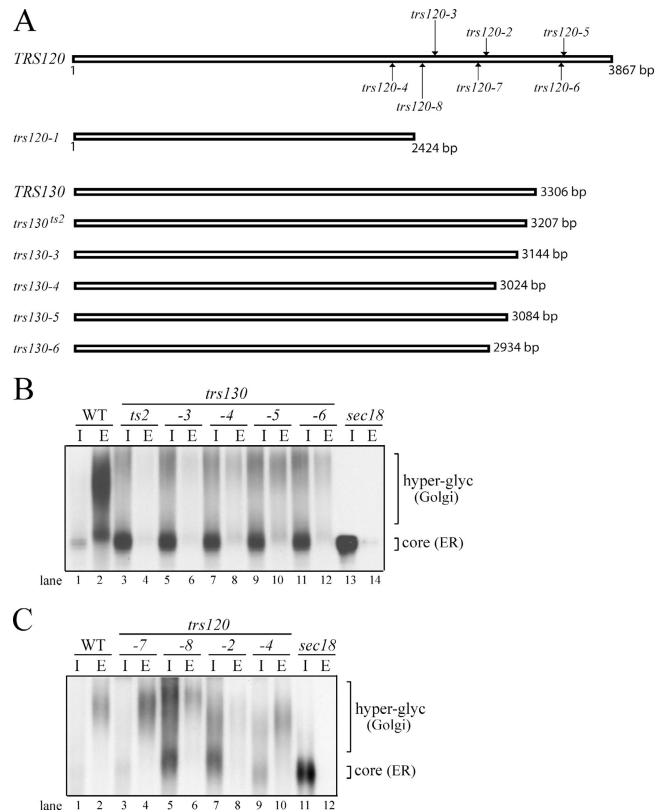 A
trs120-3
trs120-2 trs120-5
TRS120
1 3867 bp
trs120-4 trs120-7 trs120-6
trs120-8
trs120-1
1 2424 bp
TRS130 3306 bp
trs130ts2 3207 bp
trs130-3 3144 bp
trs130-4 3024 bp
trs130-5 3084 bp
trs130-6 2934 bp
B
trs130
WT ts2 -3 -4 -5 -6 sec18
I E I E I E I E I E I E I E
hyper-glyc
(Golgi)
core (ER)
lane 1 2 3 4 5 6 7 8 9 10 11 12 13 14
C
trs120
WT -7 -8 -2 -4 sec18
I E I E I E I E I E I E
hyper-glyc
(Golgi)
core (ER)
lane 1 2 3 4 5 6 7 8 9 10 11 12